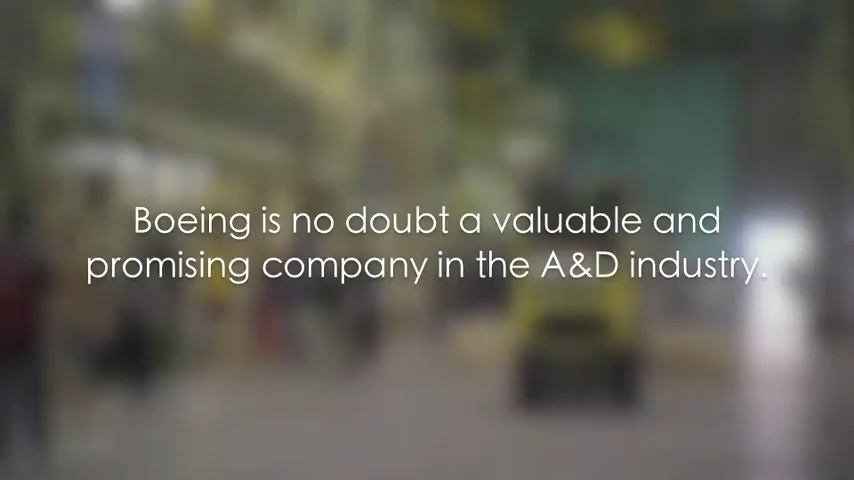 Boeing is no doubt a valuable and
promising company in the A&D industry.